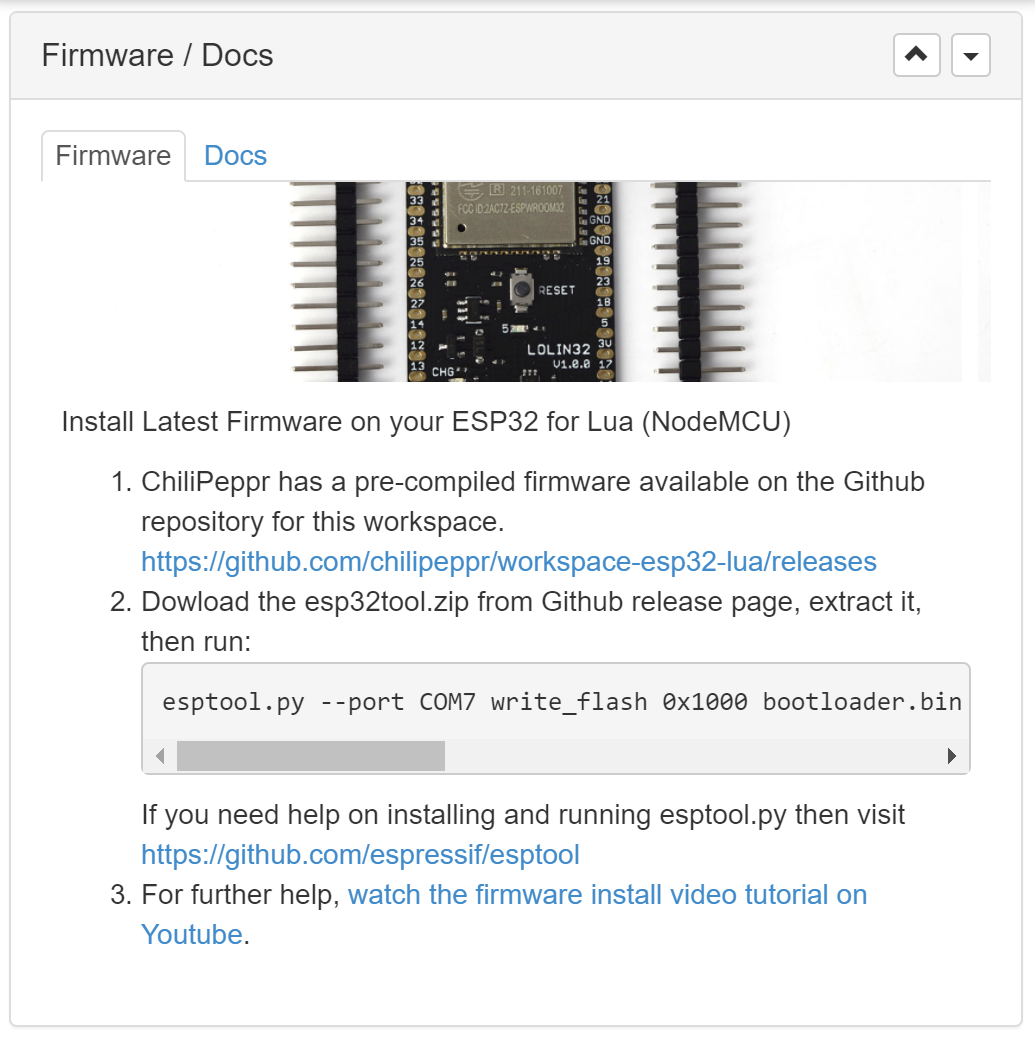 Firmware / Docs
Firmware Docs
R 211-161007
FCC ID:2AC7Z-ESPWROOM32
33
34
35
25
26
27
14
12
13
CHG
RESET
5
LOLIN32
V1.0.0
21
GND
GND
19
23
18
5
3V
17
Install Latest Firmware on your ESP32 for Lua (NodeMCU)
1. ChiliPeppr has a pre-compiled firmware available on the Github
repository for this workspace.
https://github.com/chilipeppr/workspace-esp32-lua/releases
2. Dowload the esp32tool.zip from Github release page, extract it,
then run:
esptool.py --port COM7 write_flash 0x1000 bootloader.bin
If you need help on installing and running esptool.py then visit
https://github.com/espressif/esptool
3. For further help, watch the firmware install video tutorial on
Youtube.